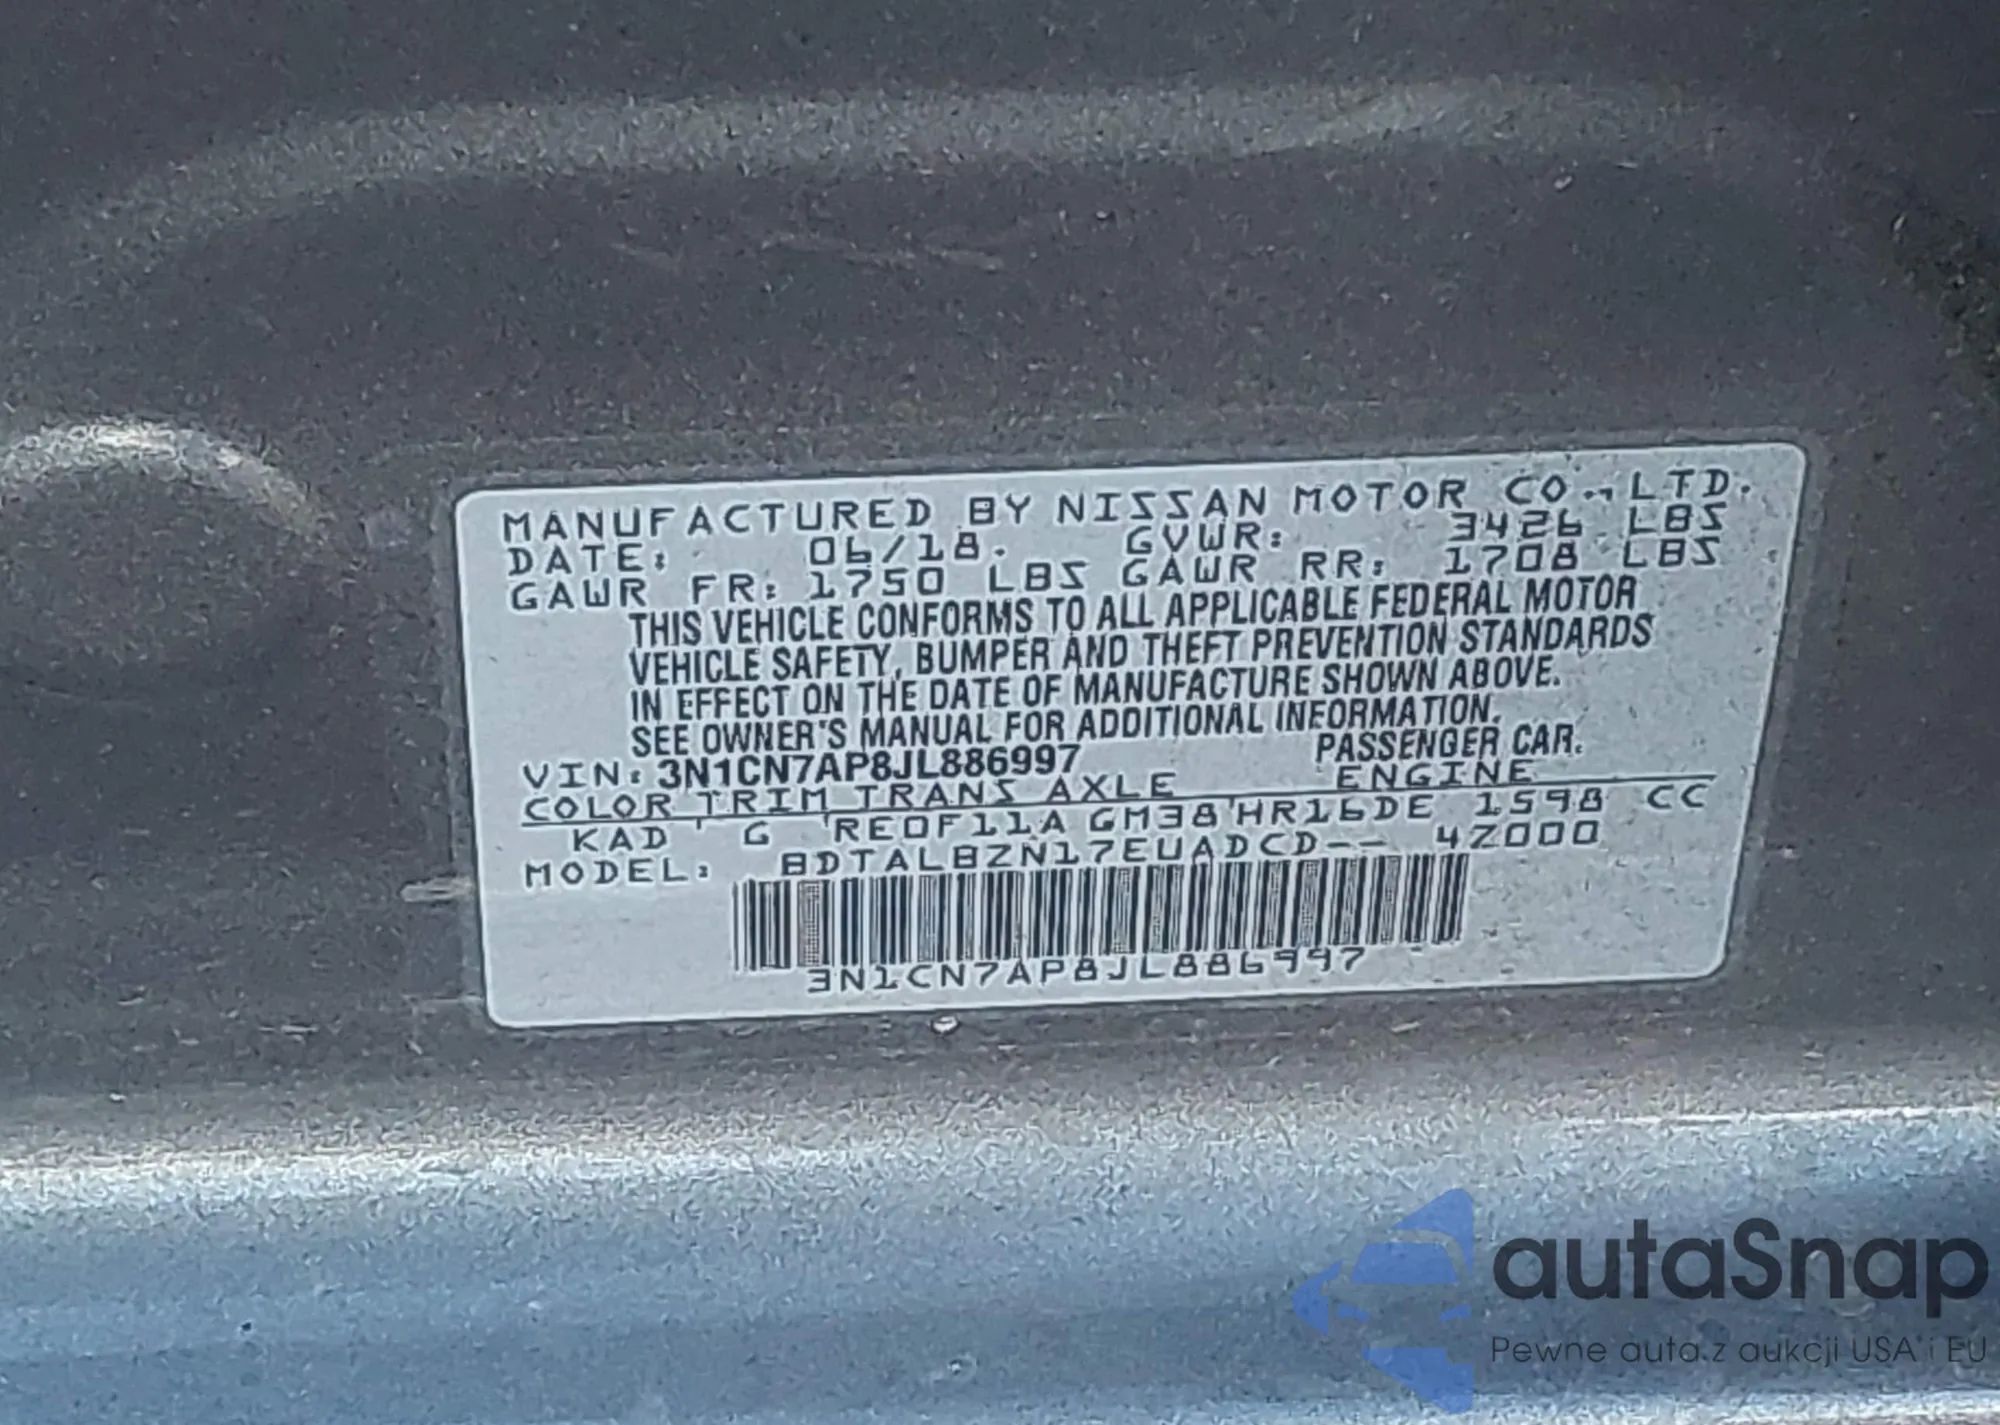 MANUFACTURED BY NISSAN MOTOR CO., LTD.
DATE: 06/18. GVWR: 3426 LBS
GAWR FR: 1750 LBS GAWR RR: 1708 LBS
THIS VEHICLE CONFORMS TO ALL APPLICABLE FEDERAL MOTOR
VEHICLE SAFETY, BUMPER AND THEFT PREVENTION STANDARDS
IN EFFECT ON THE DATE OF MANUFACTURE SHOWN ABOVE.
SEE OWNER'S MANUAL FOR ADDITIONAL INFORMATION.
VIN: 3N1CN7AP8JL886997 PASSENGER CAR.
COLOR TRIM TRANS AXLE ENGINE
KAD G RE0F11A GM38 HR16DE 1598 CC
MODEL: BDTALBZN17EUADCD-- 4Z000
3N1CN7AP8JL886997
autaSnap
Pewne auta z aukcji USA i EU